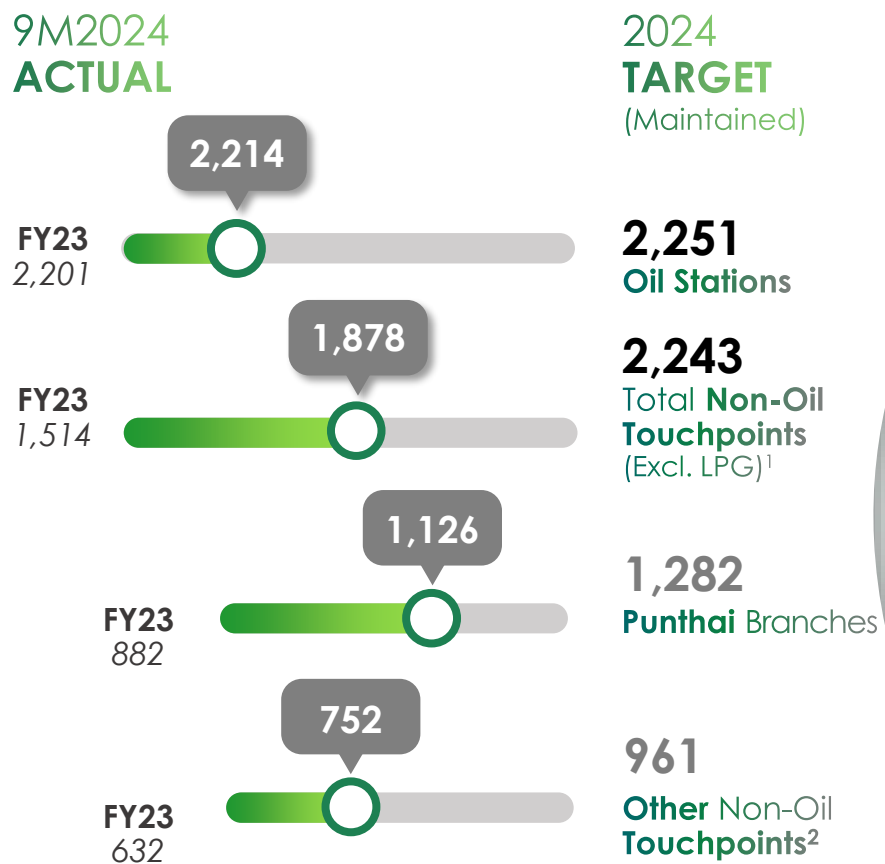 9M2024
ACTUAL
2024
TARGET
(Maintained)
2,214
FY23
2,201
2,251
Oil Stations
1,878
FY23
1,514
2,243
Total Non-Oil
Touchpoints
(Excl. LPG)¹
1,126
FY23
882
1,282
Punthai Branches
752
FY23
632
961
Other Non-Oil
Touchpoints²